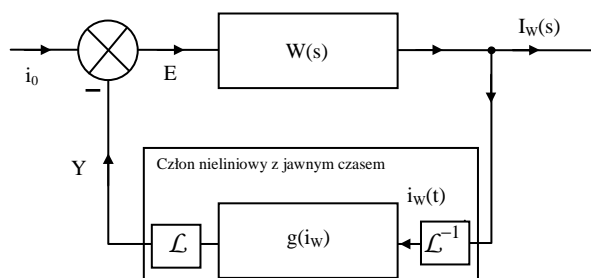 I_W(s)
W(s)
i_0
E
−
Y
Człon nieliniowy z jawnym czasem
i_W(t)
ℒ
g(i_W)
ℒ⁻¹